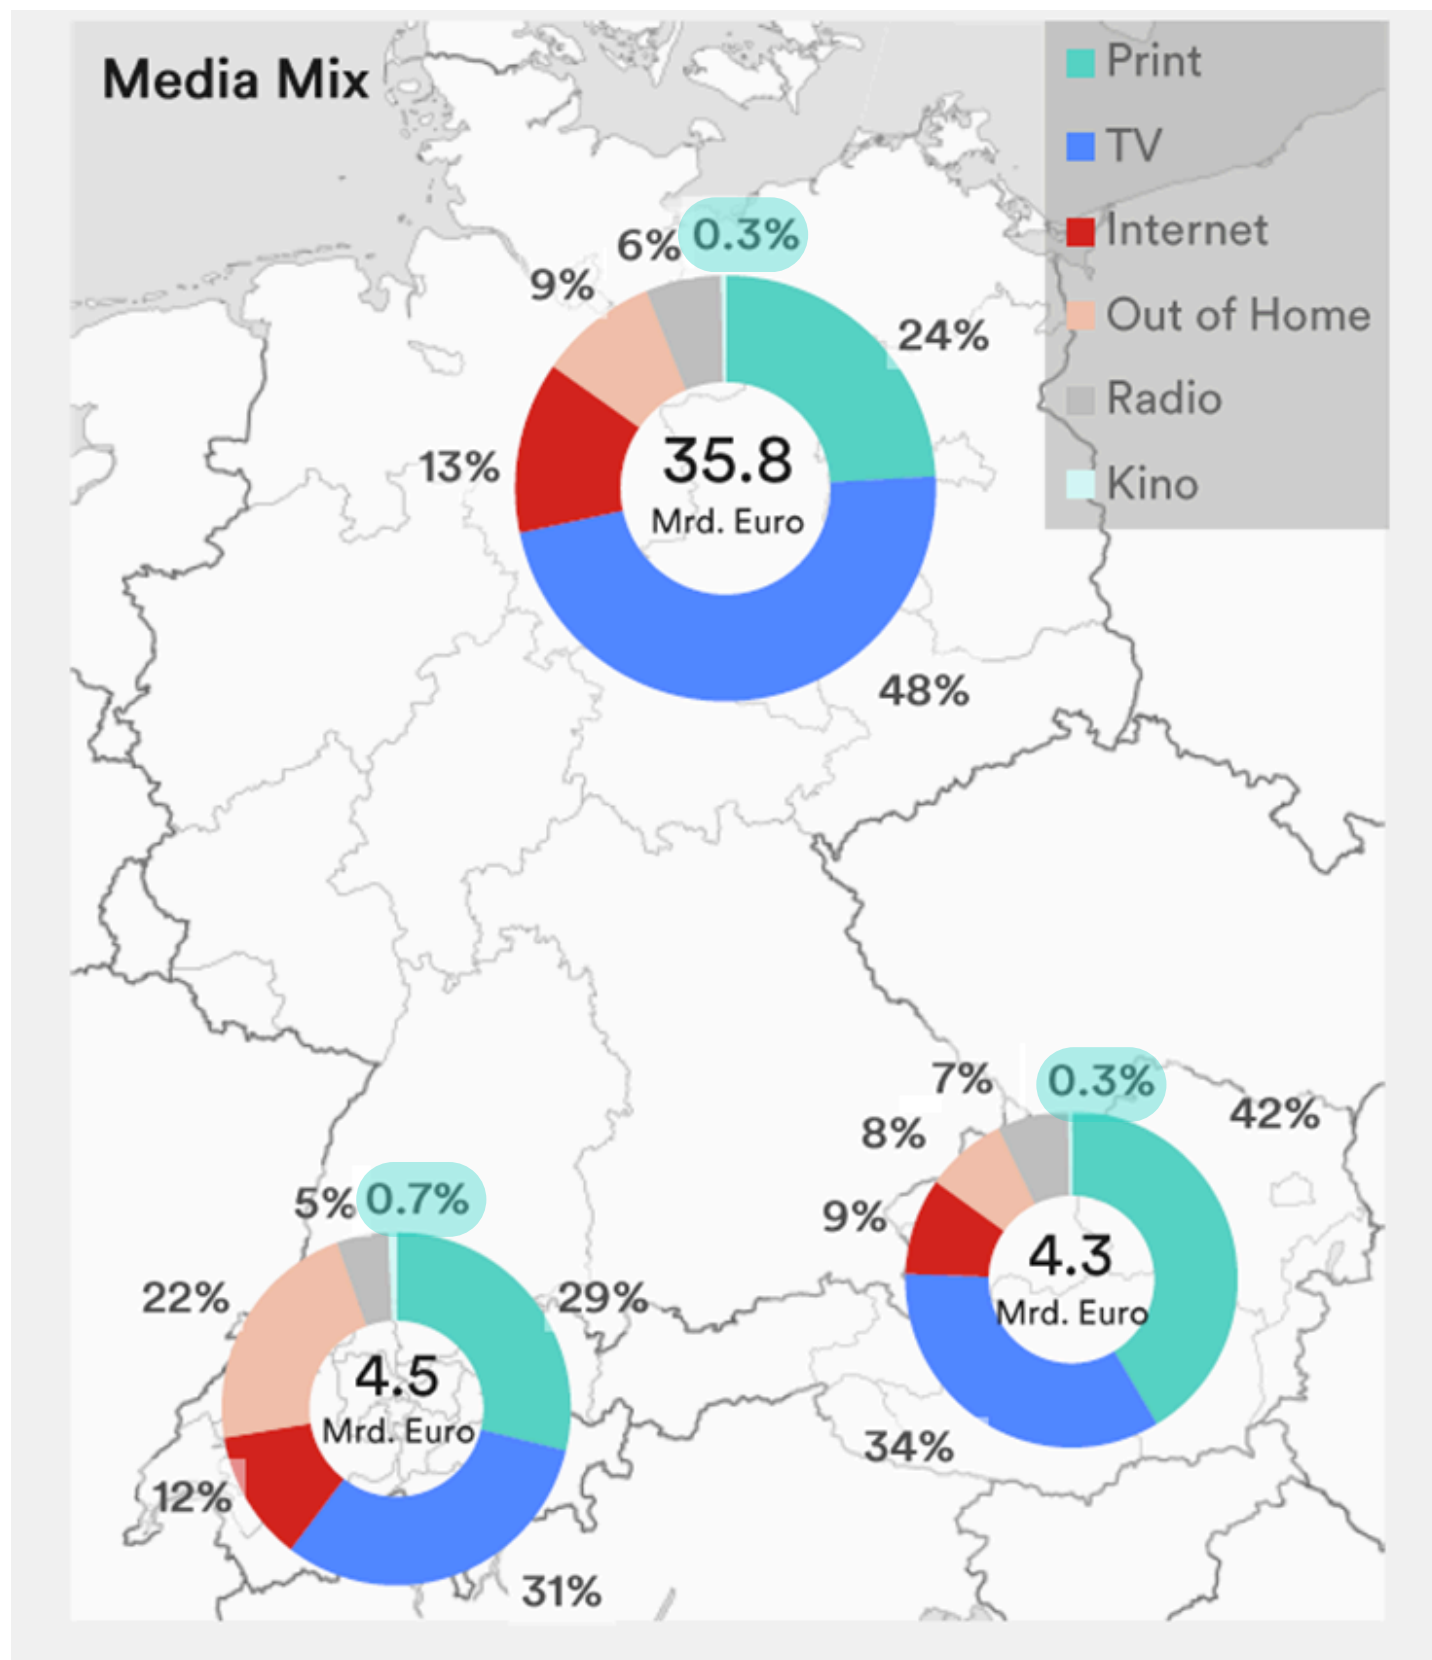 Media Mix
Print
TV
Internet
Out of Home
Radio
Kino
6% 0.3%
9%
24%
13%
35.8
Mrd. Euro
48%
7% 0.3%
42%
8%
9%
4.3
Mrd. Euro
34%
5% 0.7%
22%
29%
4.5
Mrd. Euro
12%
31%